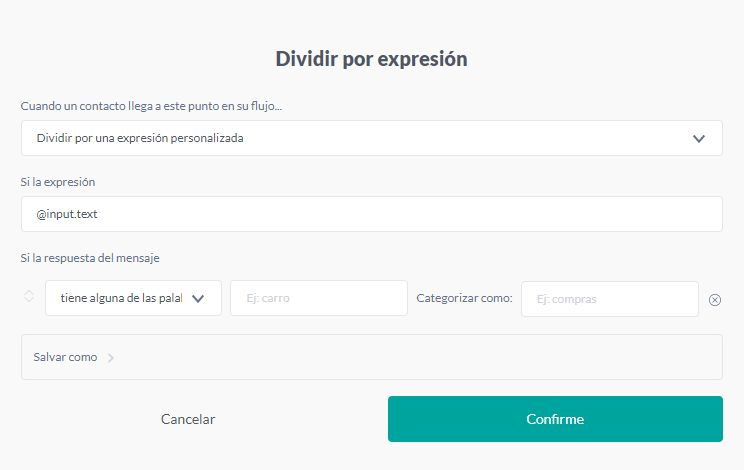 Dividir por expresión
Cuando un contacto llega a este punto en su flujo...
Dividir por una expresión personalizada
Si la expresión
@input.text
Si la respuesta del mensaje
tiene alguna de las palal Ej: carro Categorizar como: Ej: compras
Salvar como
Cancelar Confirme